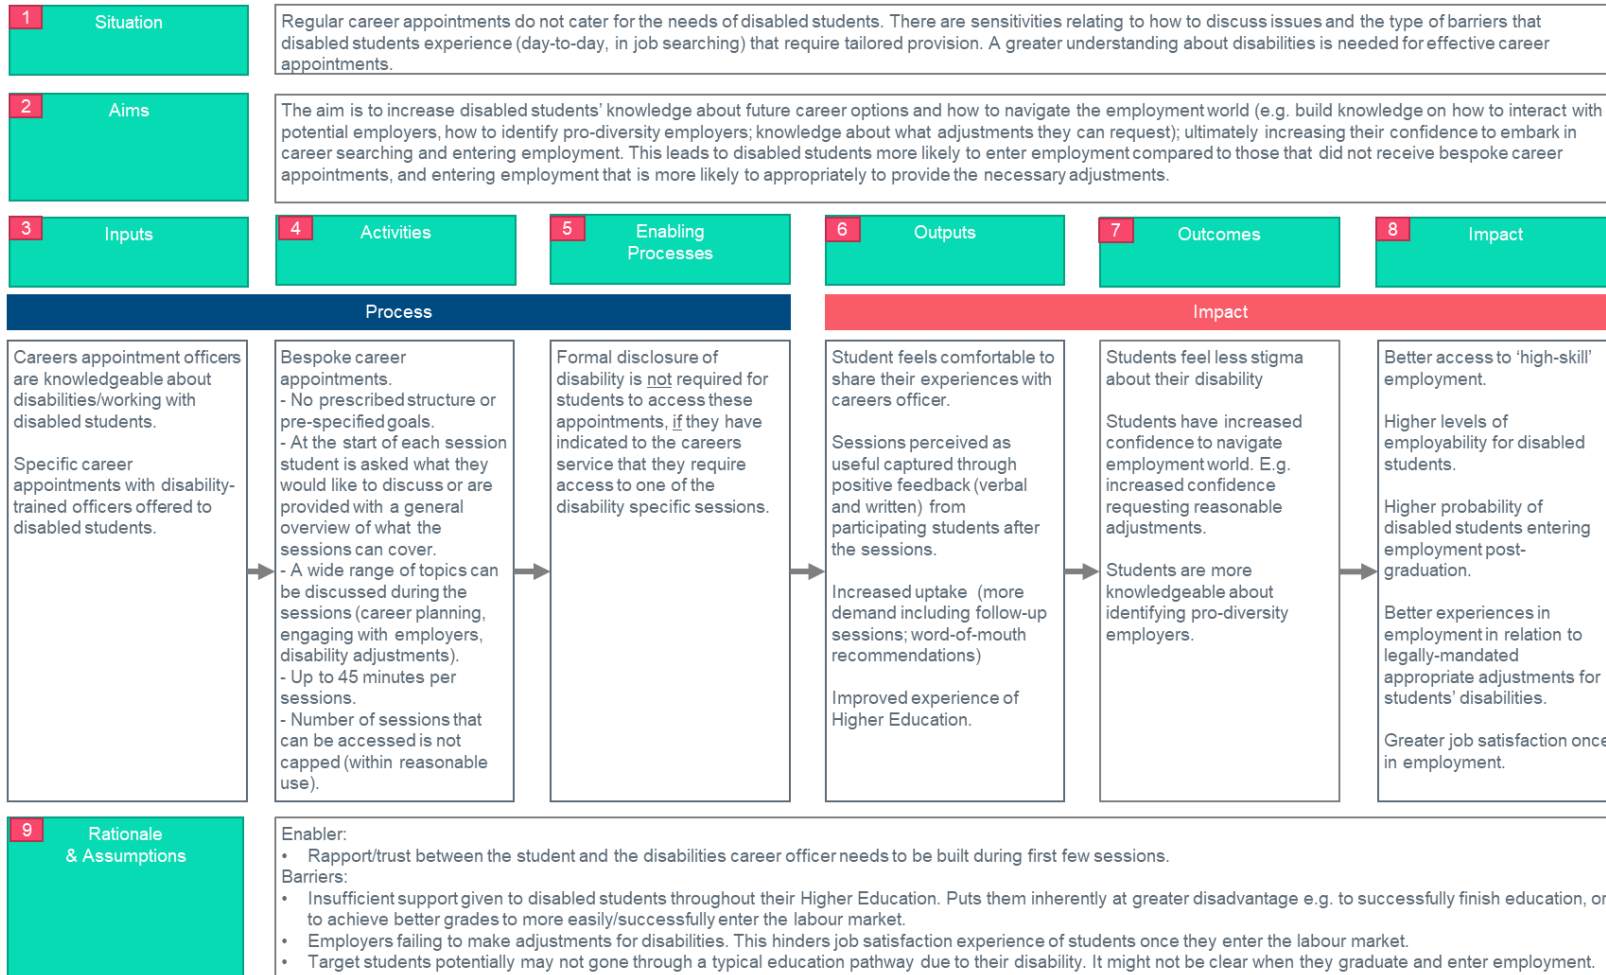 1
Situation
Regular career appointments do not cater for the needs of disabled students. There are sensitivities relating to how to discuss issues and the type of barriers that
disabled students experience (day-to-day, in job searching) that require tailored provision. A greater understanding about disabilities is needed for effective career
appointments.
2
Aims
The aim is to increase disabled students' knowledge about future career options and how to navigate the employment world (e.g. build knowledge on how to interact with
potential employers, how to identify pro-diversity employers; knowledge about what adjustments they can request); ultimately increasing their confidence to embark in
career searching and entering employment. This leads to disabled students more likely to enter employment compared to those that did not receive bespoke career
appointments, and entering employment that is more likely to appropriately to provide the necessary adjustments.
3
Inputs
4
Activities
5
Enabling
Processes
6
Outputs
7
Outcomes
8
Impact
Process
Impact
Careers appointment officers
are knowledgeable about
disabilities/working with
disabled students.
Specific career
appointments with disability-
trained officers offered to
disabled students.
Bespoke career
appointments.
- No prescribed structure or
pre-specified goals.
- At the start of each session
student is asked what they
would like to discuss or are
provided with a general
overview of what the
sessions can cover.
- A wide range of topics can
be discussed during the
sessions (career planning,
engaging with employers,
disability adjustments).
- Up to 45 minutes per
sessions.
- Number of sessions that
can be accessed is not
capped (within reasonable
use).
Formal disclosure of
disability is not required for
students to access these
appointments, if they have
indicated to the careers
service that they require
access to one of the
disability specific sessions.
Student feels comfortable to
share their experiences with
careers officer.
Sessions perceived as
useful captured through
positive feedback (verbal
and written) from
participating students after
the sessions.
Increased uptake (more
demand including follow-up
sessions; word-of-mouth
recommendations)
Improved experience of
Higher Education.
Students feel less stigma
about their disability
Students have increased
confidence to navigate
employment world. E.g.
increased confidence
requesting reasonable
adjustments.
Students are more
knowledgeable about
identifying pro-diversity
employers.
Better access to 'high-skill'
employment.
Higher levels of
employability for disabled
students.
Higher probability of
disabled students entering
employment post-
graduation.
Better experiences in
employment in relation to
legally-mandated
appropriate adjustments for
students' disabilities.
Greater job satisfaction once
in employment.
9
Rationale
& Assumptions
Enabler:
• Rapport/trust between the student and the disabilities career officer needs to be built during first few sessions.
Barriers:
• Insufficient support given to disabled students throughout their Higher Education. Puts them inherently at greater disadvantage e.g. to successfully finish education, or
to achieve better grades to more easily/successfully enter the labour market.
• Employers failing to make adjustments for disabilities. This hinders job satisfaction experience of students once they enter the labour market.
• Target students potentially may not gone through a typical education pathway due to their disability. It might not be clear when they graduate and enter employment.